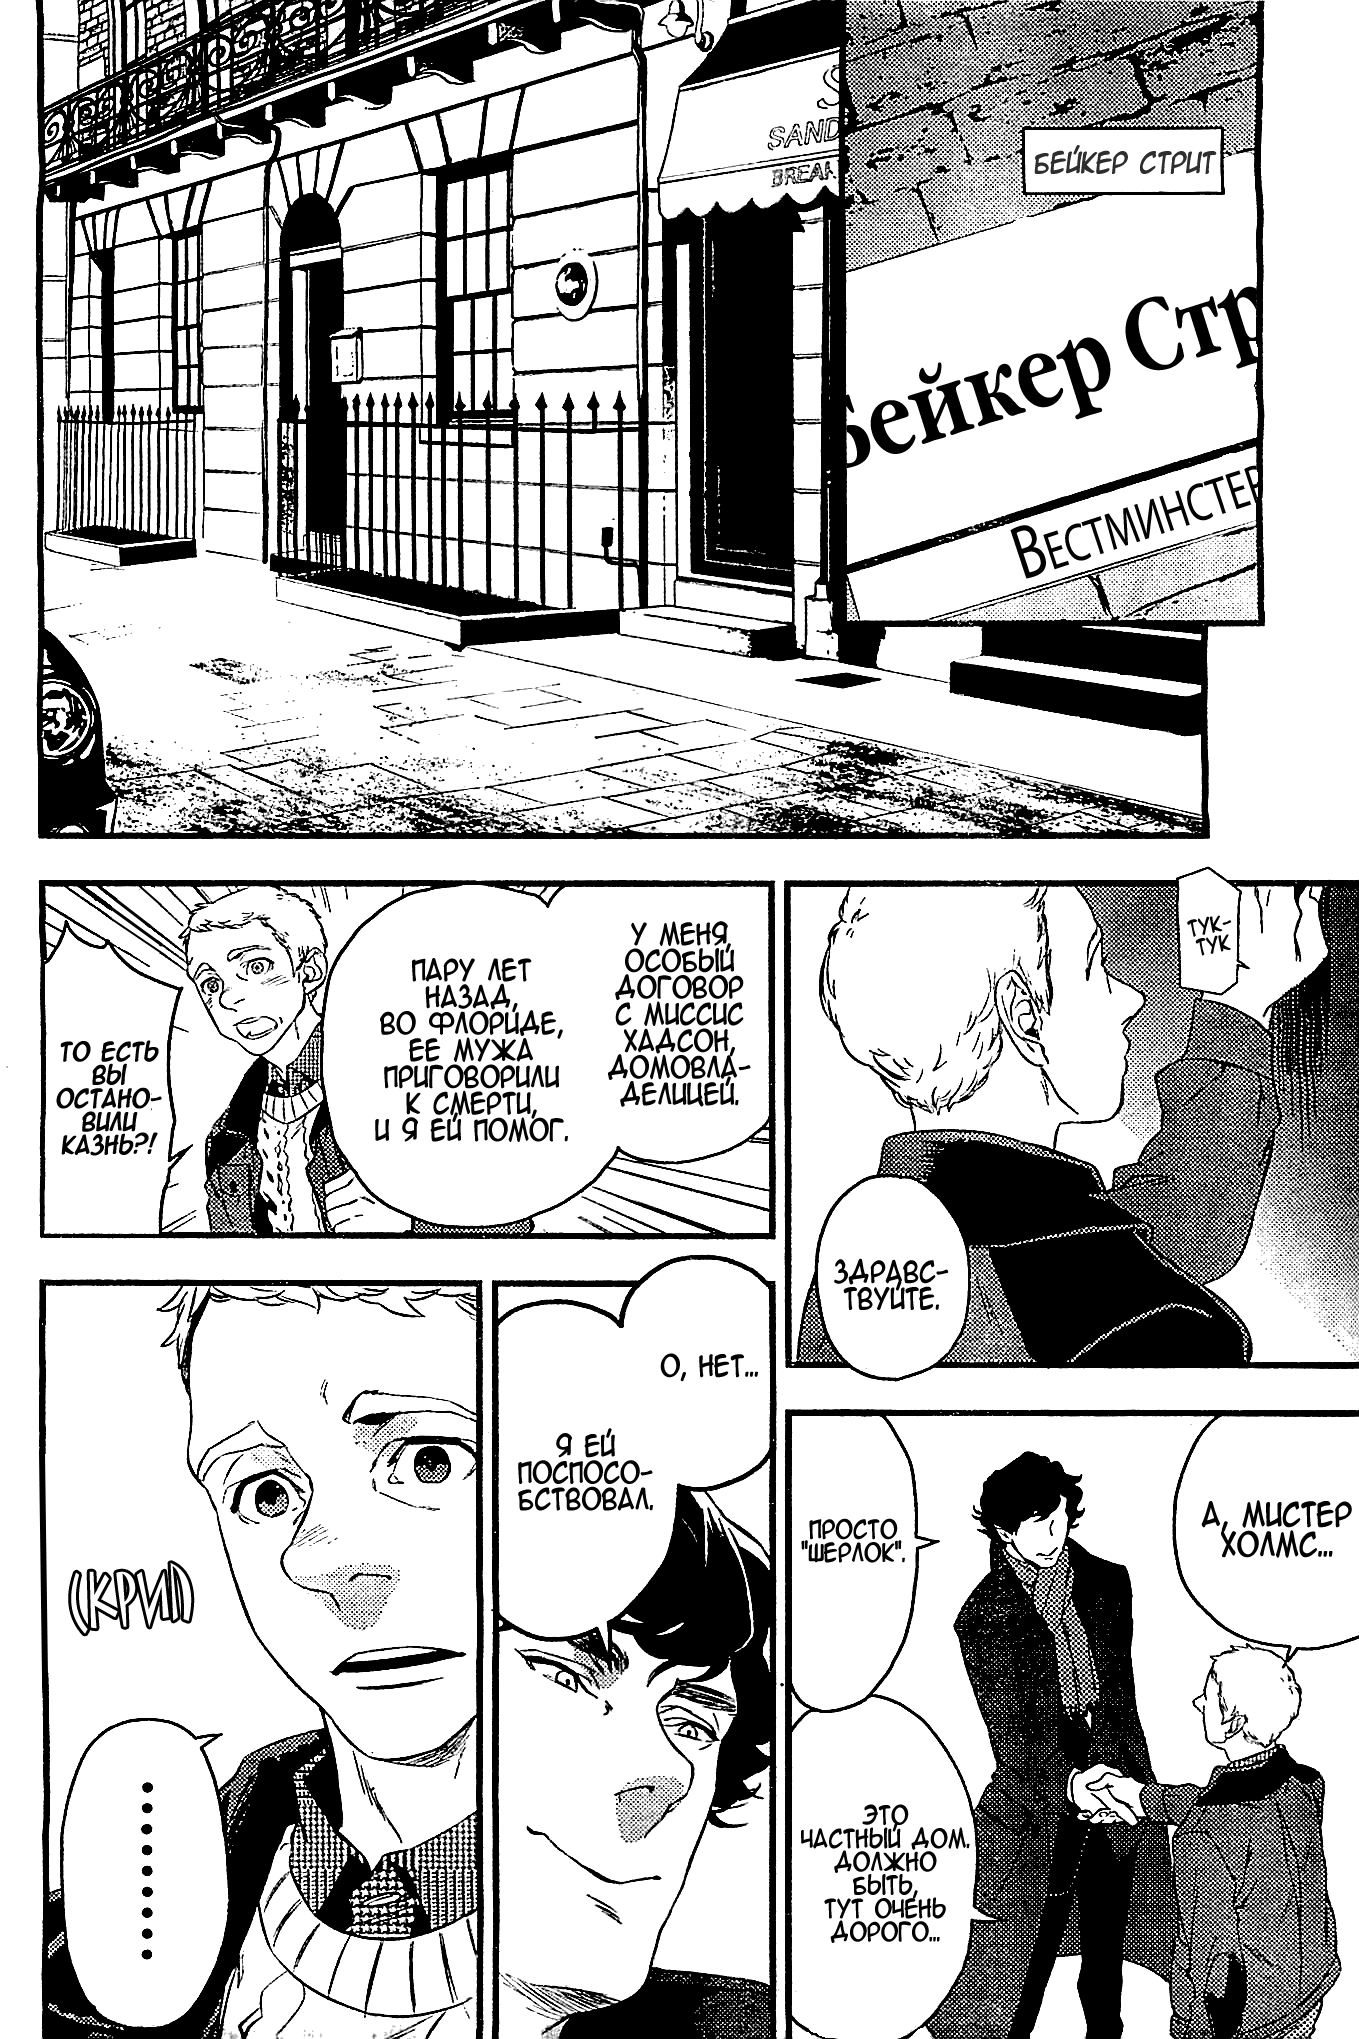 БЕЙКЕР СТРИТ
Бейкер Стр
ВЕСТМИНСТЕР
S
SAND
BREAK
ТУК-
ТУК
ЗДРАВС-
ТВУЙТЕ.
У МЕНЯ
ОСОБЫЙ
ДОГОВОР
С МИССИС
ХАДСОН,
ДОМОВЛА-
ДЕЛИЦЕЙ.
ПАРУ ЛЕТ
НАЗАД,
ВО ФЛОРИДЕ,
ЕЕ МУЖА
ПРИГОВОРИЛИ
К СМЕРТИ,
И Я ЕЙ ПОМОГ.
ТО ЕСТЬ
ВЫ
ОСТАНО-
ВИЛИ
КАЗНЬ?!
А, МИСТЕР
ХОЛМС...
ПРОСТО
"ШЕРЛОК".
ЭТО
ЧАСТНЫЙ ДОМ.
ДОЛЖНО
БЫТЬ,
ТУТ ОЧЕНЬ
ДОРОГО...
О, НЕТ...
Я ЕЙ
ПОСПОСО-
БСТВОВАЛ.
СКРИП
.........